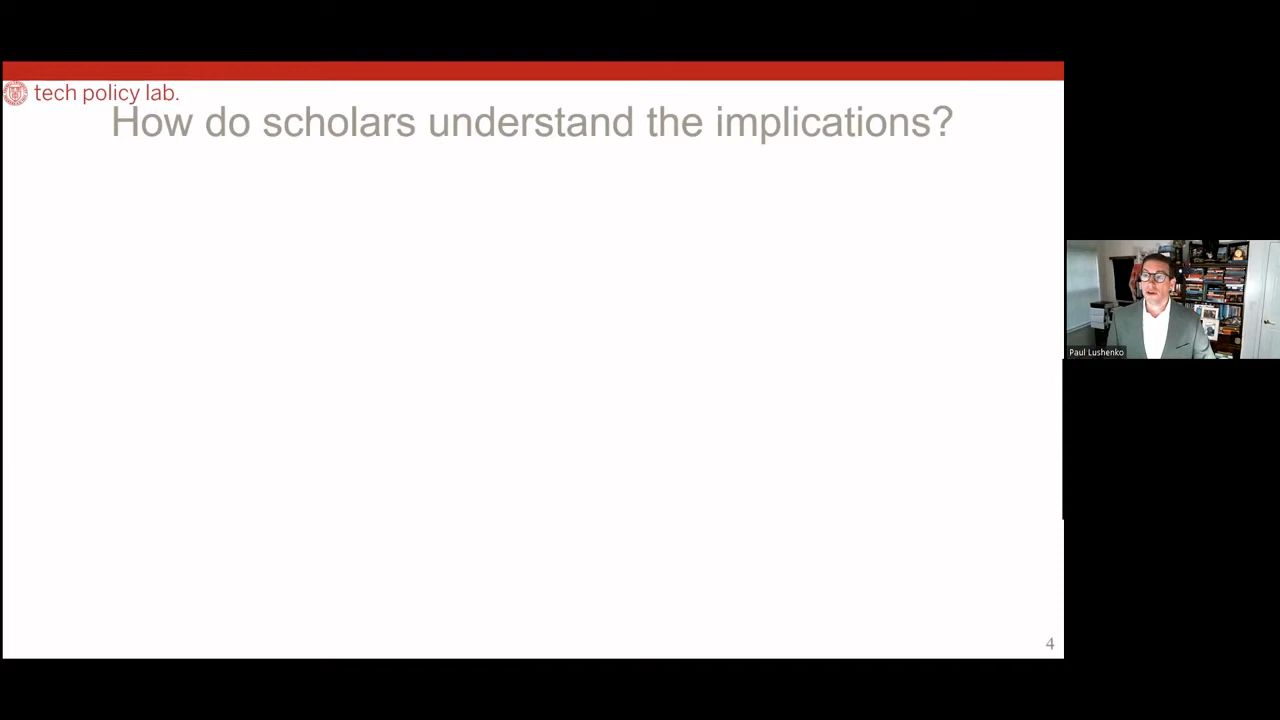 tech policy lab.
How do scholars understand the implications?
Paul Lushenko
4